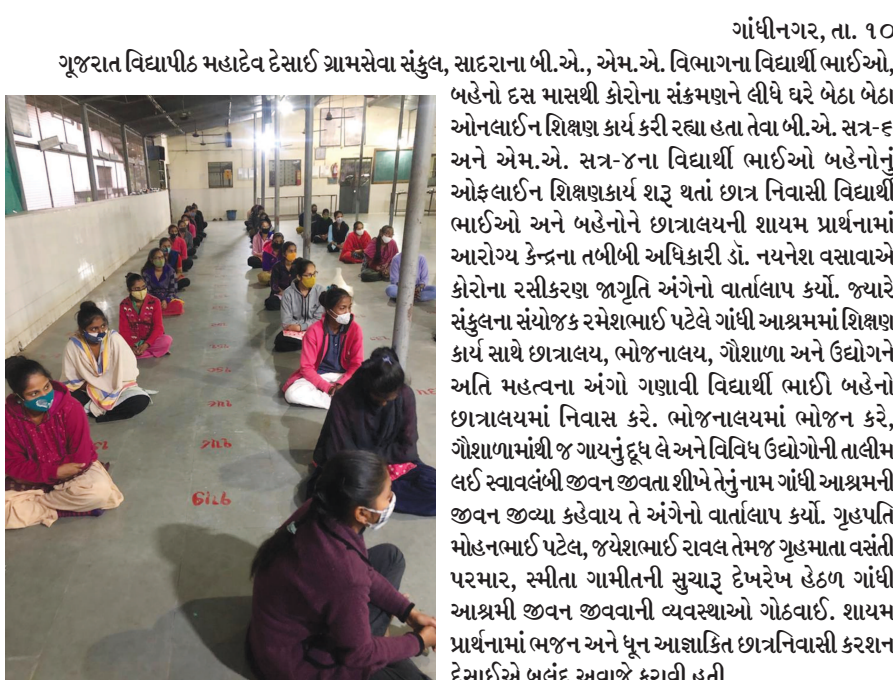 ગાંધીનગર, તા. ૧૦
ગૂજરાત વિદ્યાપીઠ મહાદેવ દેસાઈ ગ્રામસેવા સંકુલ, સાદરાના બી.એ., એમ.એ. વિભાગના વિદ્યાર્થી ભાઈઓ,
બહેનો દસ માસથી કોરોના સંક્રમણને લીધે ઘરે બેઠા બેઠા
ઓનલાઈન શિક્ષણ કાર્ય કરી રહ્યા હતા તેવા બી.એ. સત્ર-૬
અને એમ.એ. સત્ર-૪ના વિદ્યાર્થી ભાઈઓ બહેનોનું
ઓફલાઈન શિક્ષણકાર્ય શરૂ થતાં છાત્ર નિવાસી વિદ્યાર્થી
ભાઈઓ અને બહેનોને છાત્રાલયની શાયમ પ્રાર્થનામાં
આરોગ્ય કેન્દ્રના તબીબી અધિકારી ડૉ. નયનેશ વસાવાએ
કોરોના રસીકરણ જાગૃતિ અંગેનો વાર્તાલાપ કર્યો. જ્યારે
સંકુલના સંયોજક રમેશભાઈ પટેલે ગાંધી આશ્રમમાં શિક્ષણ
કાર્ય સાથે છાત્રાલય, ભોજનાલય, ગૌશાળા અને ઉદ્યોગને
અતિ મહત્વના અંગો ગણાવી વિદ્યાર્થી ભાઈો બહેનો
છાત્રાલયમાં નિવાસ કરે. ભોજનાલયમાં ભોજન કરે,
ગૌશાળામાંથી જ ગાયનું દૂધ લે અને વિવિધ ઉદ્યોગોની તાલીમ
લઈ સ્વાવલંબી જીવન જીવતા શીખે તેનું નામ ગાંધી આશ્રમની
જીવન જીવ્યા કહેવાય તે અંગેનો વાર્તાલાપ કર્યો. ગૃહપતિ
મોહનભાઈ પટેલ, જયેશભાઈ રાવલ તેમજ ગૃહમાતા વસંતી
પરમાર, સ્મીતા ગામીતની સુચારૂ દેખરેખ હેઠળ ગાંધી
આશ્રમી જીવન જીવવાની વ્યવસ્થાઓ ગોઠવાઈ. શાયમ
પ્રાર્થનામાં ભજન અને ધૂન આજ્ઞાકિત છાત્રનિવાસી કરશન
દેસાઈએ બુલંદ અવાજે કરાવી હતી